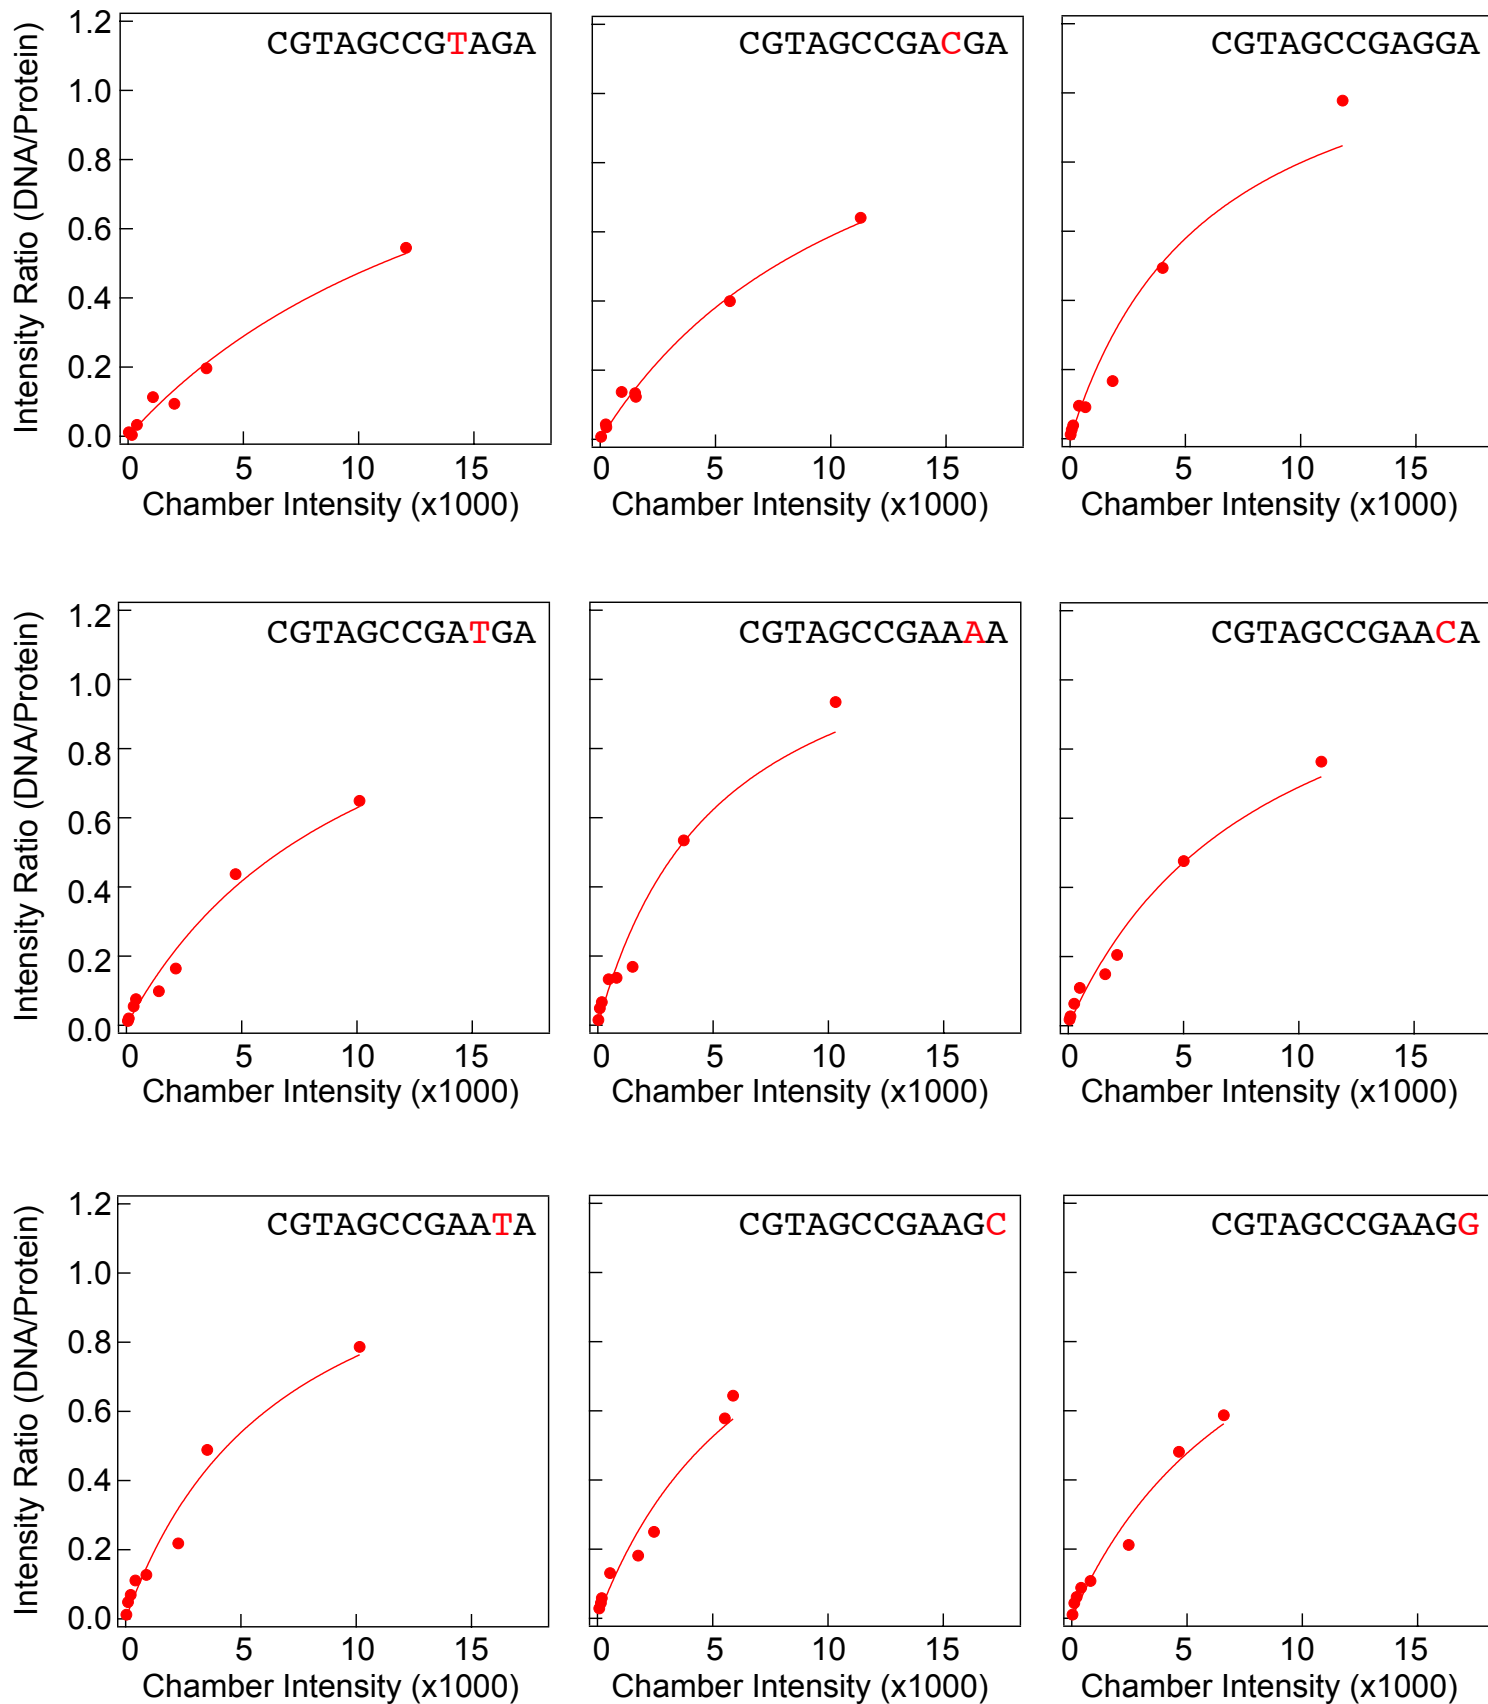 Intensity Ratio (DNA/Protein)
1.2
1.0
0.8
0.6
0.4
0.2
0.0
CGTAGCCGTAGA
0 5 10 15
Chamber Intensity (x1000)
CGTAGCCGACGA
0 5 10 15
Chamber Intensity (x1000)
CGTAGCCGAGGA
0 5 10 15
Chamber Intensity (x1000)
Intensity Ratio (DNA/Protein)
1.2
1.0
0.8
0.6
0.4
0.2
0.0
CGTAGCCGATGA
0 5 10 15
Chamber Intensity (x1000)
CGTAGCCGAAAA
0 5 10 15
Chamber Intensity (x1000)
CGTAGCCGAACA
0 5 10 15
Chamber Intensity (x1000)
Intensity Ratio (DNA/Protein)
1.2
1.0
0.8
0.6
0.4
0.2
0.0
CGTAGCCGAATA
0 5 10 15
Chamber Intensity (x1000)
CGTAGCCGAAGC
0 5 10 15
Chamber Intensity (x1000)
CGTAGCCGAAGG
0 5 10 15
Chamber Intensity (x1000)